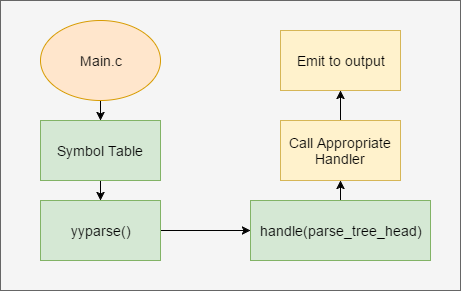 Main.c
Symbol Table
yyparse()
handle(parse_tree_head)
Call Appropriate
Handler
Emit to output